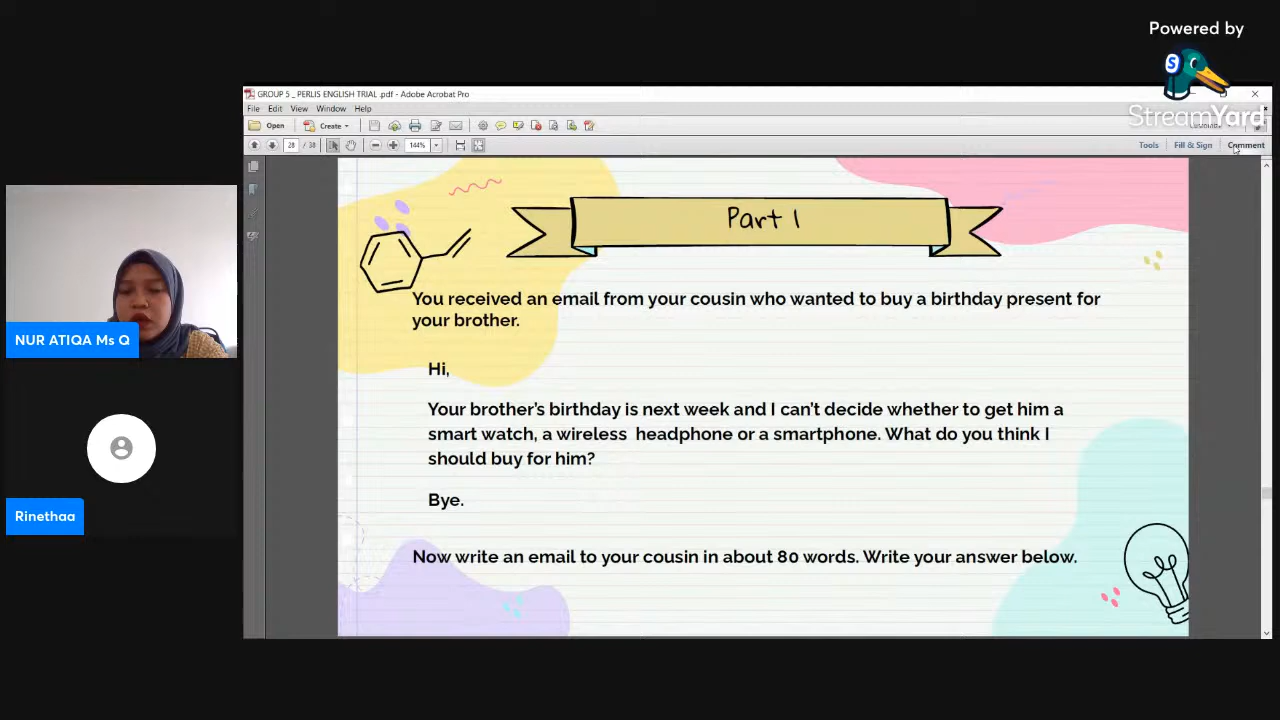 Powered by
S
StreamYard
GROUP 5 _ PERLIS ENGLISH TRIAL .pdf - Adobe Acrobat Pro
File Edit View Window Help
Open Create
28 / 38 144% Tools Fill & Sign Comment
Part 1
You received an email from your cousin who wanted to buy a birthday present for
your brother.
Hi,
Your brother's birthday is next week and I can't decide whether to get him a
smart watch, a wireless headphone or a smartphone. What do you think I
should buy for him?
Bye.
Now write an email to your cousin in about 80 words. Write your answer below.
NUR ATIQA Ms Q
Rinethaa